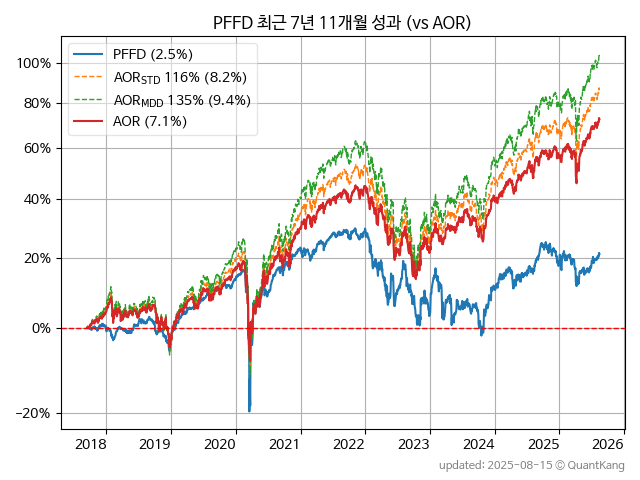 PFFD 최근 7년 11개월 성과 (vs AOR)
PFFD (2.5%)
AOR_STD 116% (8.2%)
AOR_MDD 135% (9.4%)
AOR (7.1%)
100%
80%
60%
40%
20%
0%
−20%
2018 2019 2020 2021 2022 2023 2024 2025 2026
updated: 2025-08-15 © QuantKang